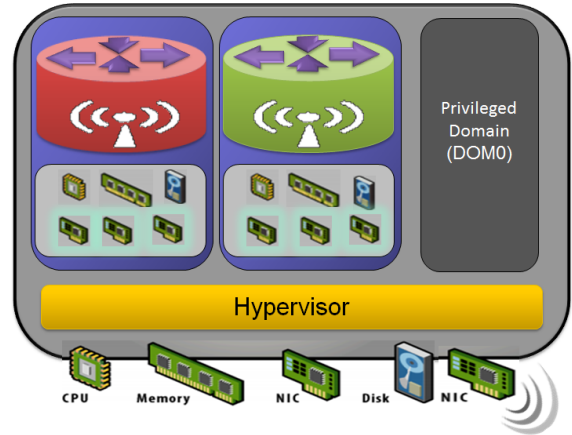 Privileged
Domain
(DOM0)
Hypervisor
CPU
Memory
NIC
Disk
NIC